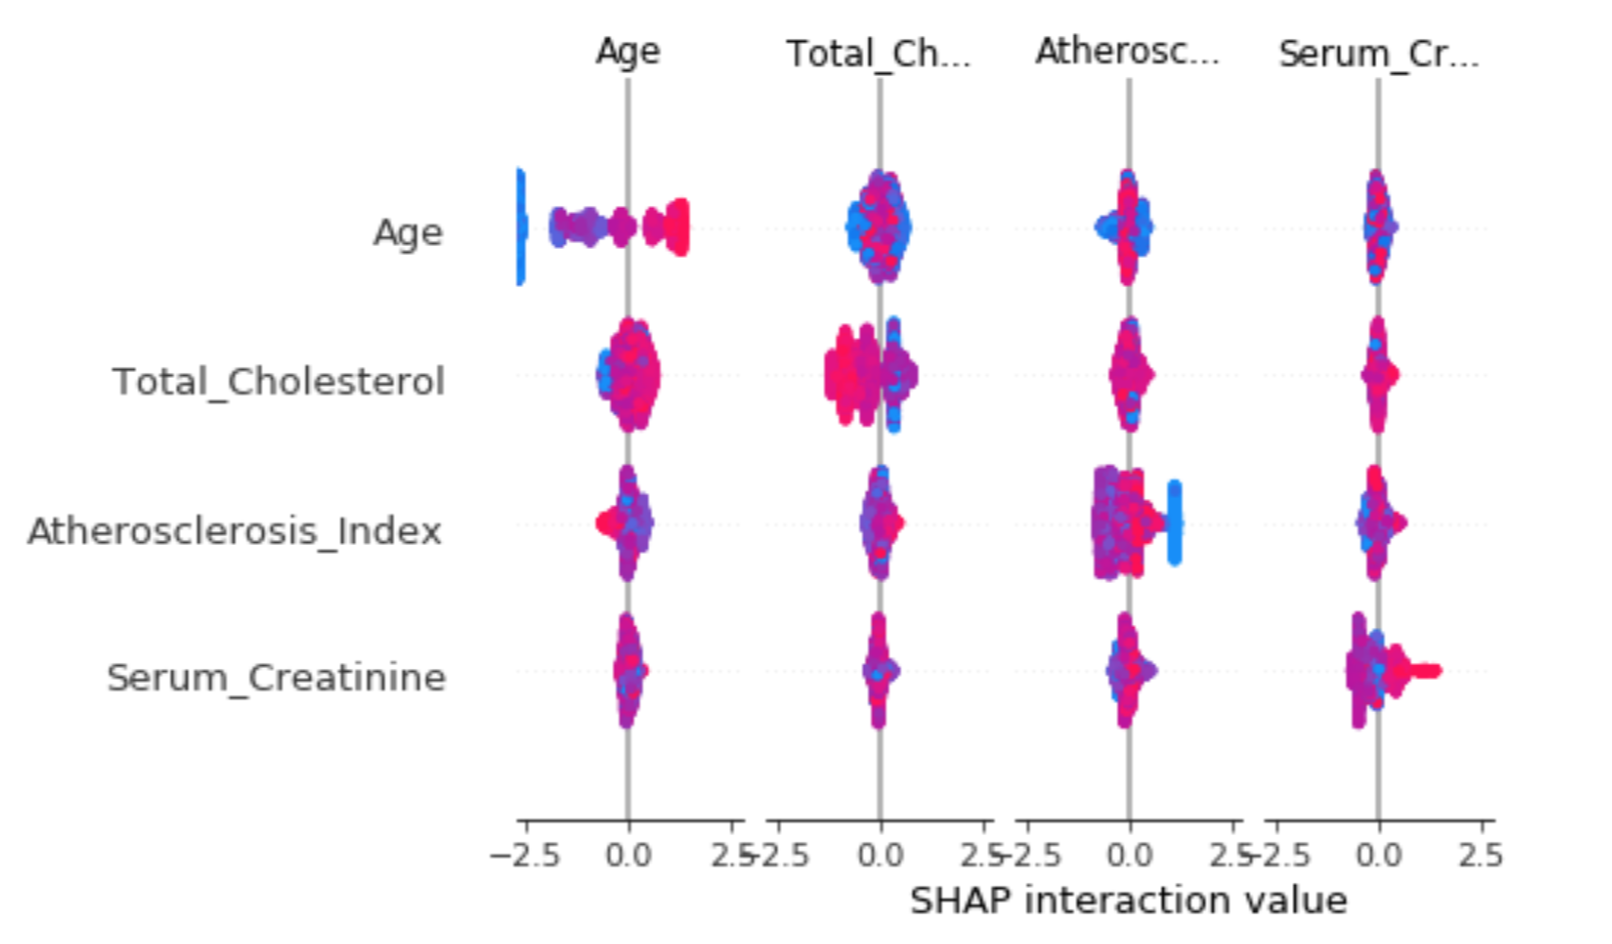 Age Total_Ch... Atherosc... Serum_Cr...
Age
Total_Cholesterol
Atherosclerosis_Index
Serum_Creatinine
−2.5 0.0 2.5 −2.5 0.0 2.5 −2.5 0.0 2.5 −2.5 0.0 2.5
SHAP interaction value